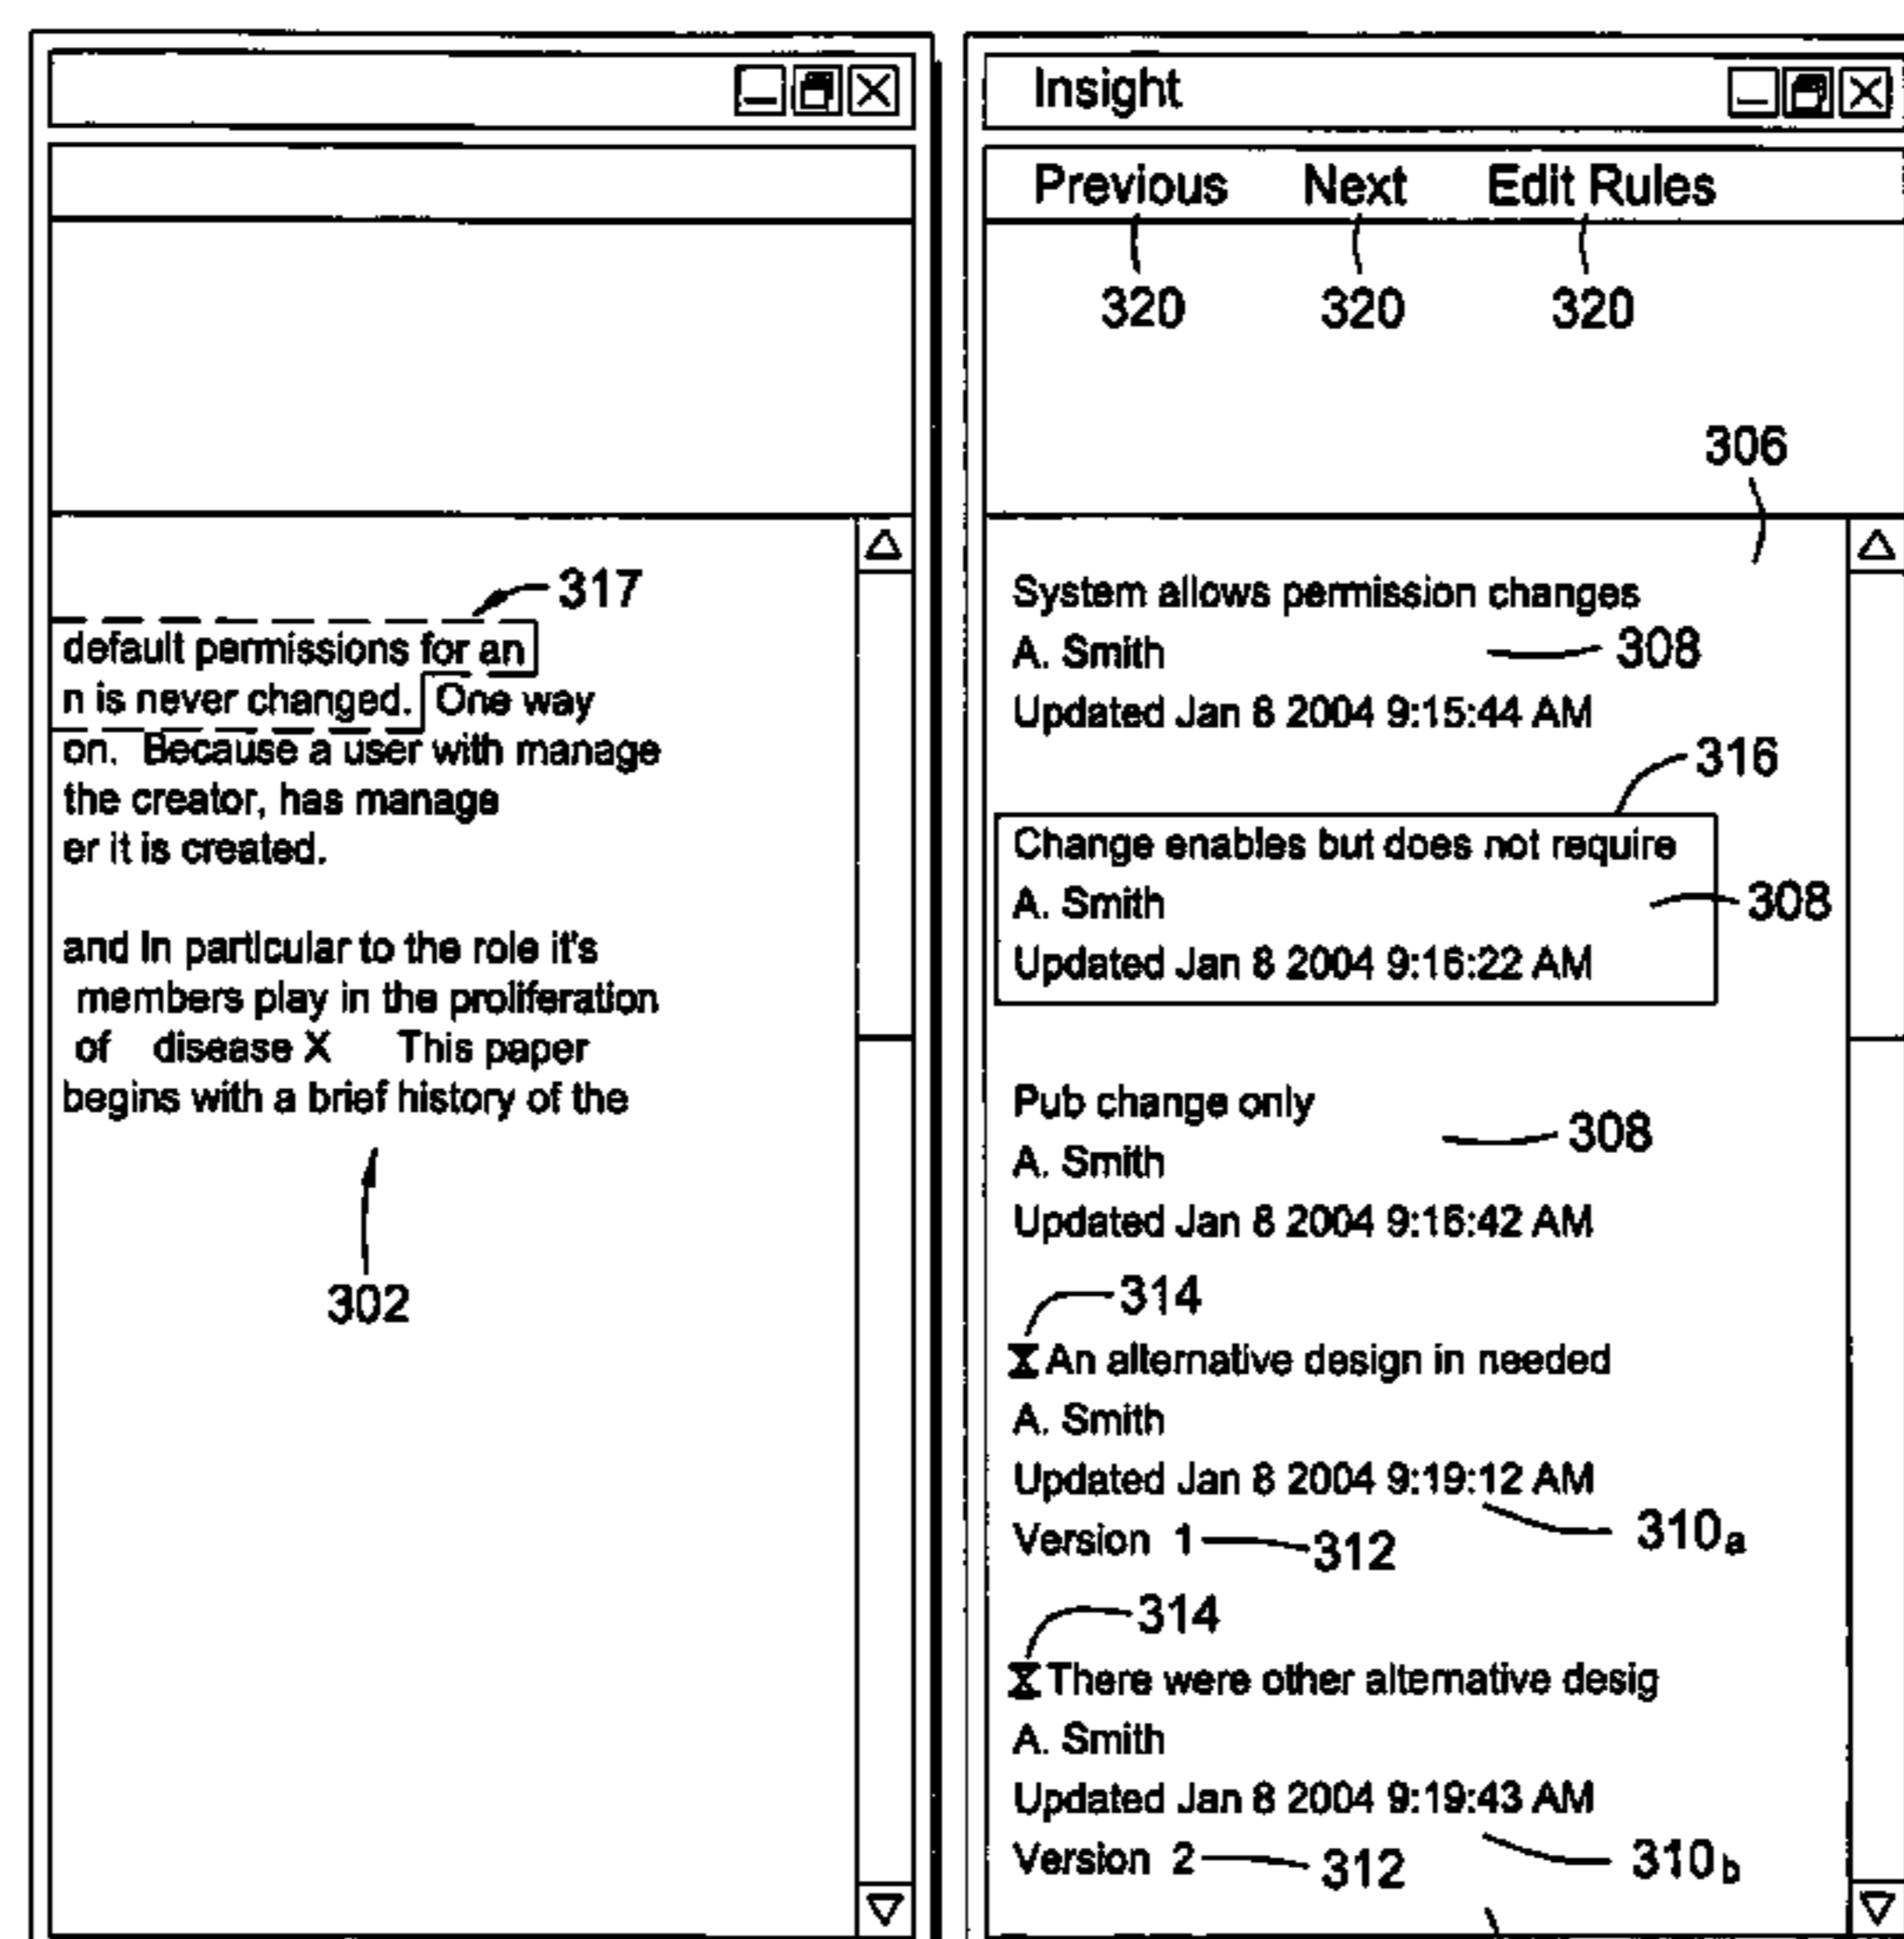 317
default permissions for an
n is never changed. One way
on. Because a user with manage
the creator, has manage
er it is created.
and in particular to the role it's
members play in the proliferation
of disease X This paper
begins with a brief history of the
302
Insight
Previous Next Edit Rules
320 320 320
306
System allows permission changes
A. Smith 308
Updated Jan 8 2004 9:15:44 AM
316
Change enables but does not require
A. Smith 308
Updated Jan 8 2004 9:16:22 AM
Pub change only
308
A. Smith
Updated Jan 8 2004 9:16:42 AM
314
An alternative design in needed
A. Smith
Updated Jan 8 2004 9:19:12 AM
310a
Version 1 312
314
There were other alternative desig
A. Smith
Updated Jan 8 2004 9:19:43 AM
Version 2 312 310b